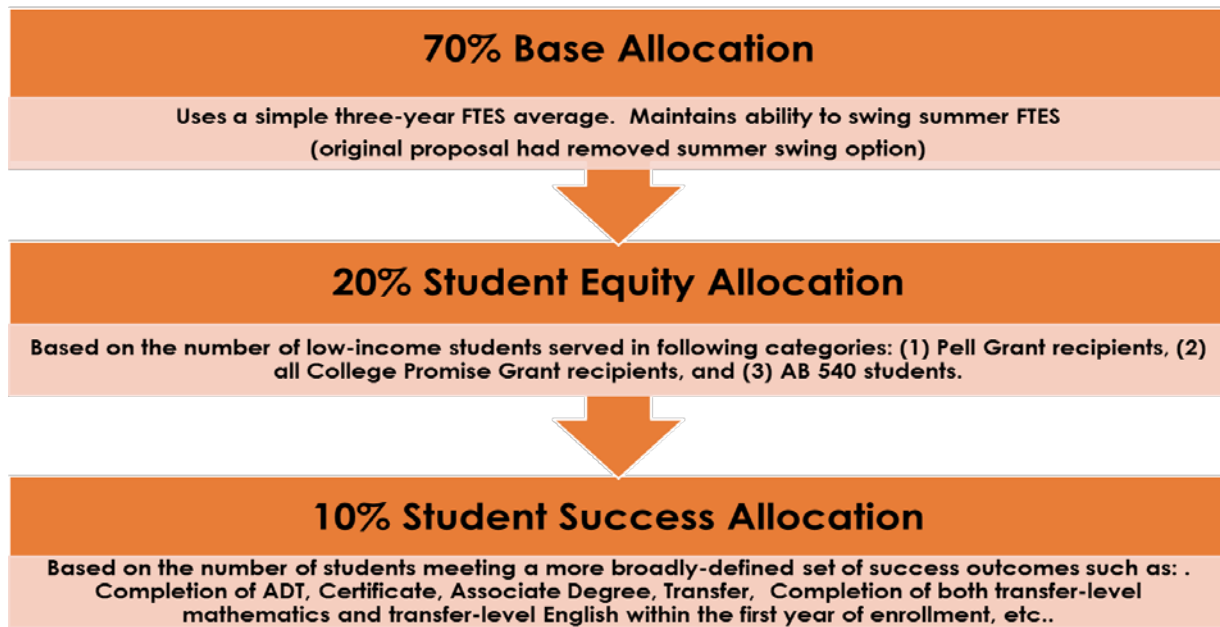 70% Base Allocation
Uses a simple three-year FTES average.  Maintains ability to swing summer FTES
(original proposal had removed summer swing option)
20% Student Equity Allocation
Based on the number of low-income students served in following categories: (1) Pell Grant recipients, (2)
all College Promise Grant recipients, and (3) AB 540 students.
10% Student Success Allocation
Based on the number of students meeting a more broadly-defined set of success outcomes such as: .
Completion of ADT, Certificate, Associate Degree, Transfer,  Completion of both transfer-level
mathematics and transfer-level English within the first year of enrollment, etc..